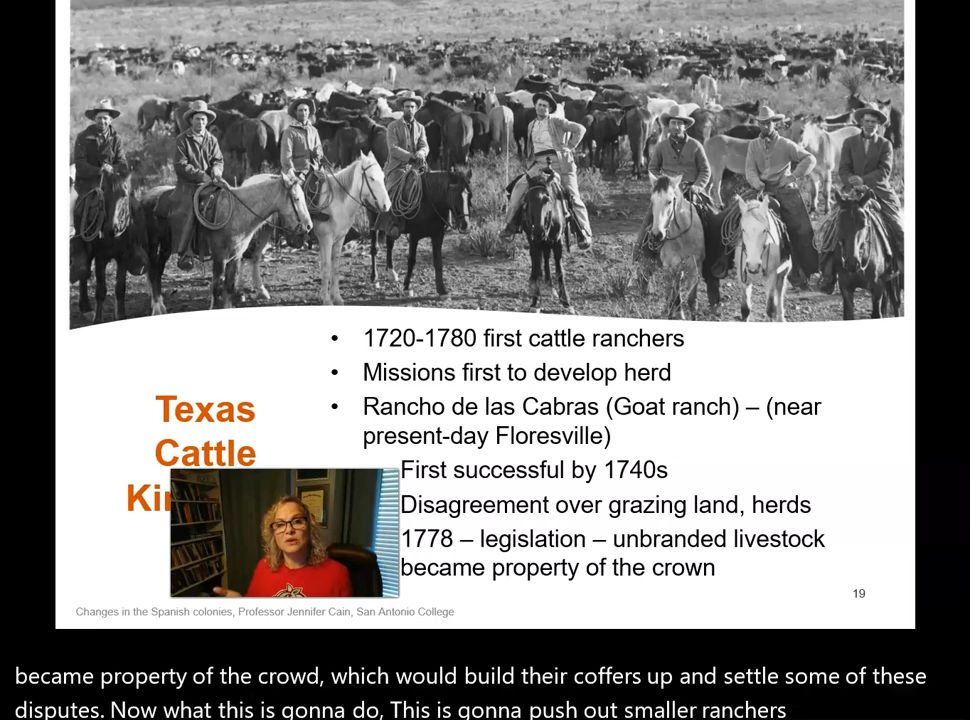 1720-1780 first cattle ranchers
Missions first to develop herd
Rancho de las Cabras (Goat ranch) – (near
present-day Floresville)
First successful by 1740s
Disagreement over grazing land, herds
1778 – legislation – unbranded livestock
became property of the crown
Texas
Cattle
19
Changes in the Spanish colonies, Professor Jennifer Cain, San Antonio College
became property of the crowd, which would build their coffers up and settle some of these
disputes. Now what this is gonna do, This is gonna push out smaller ranchers